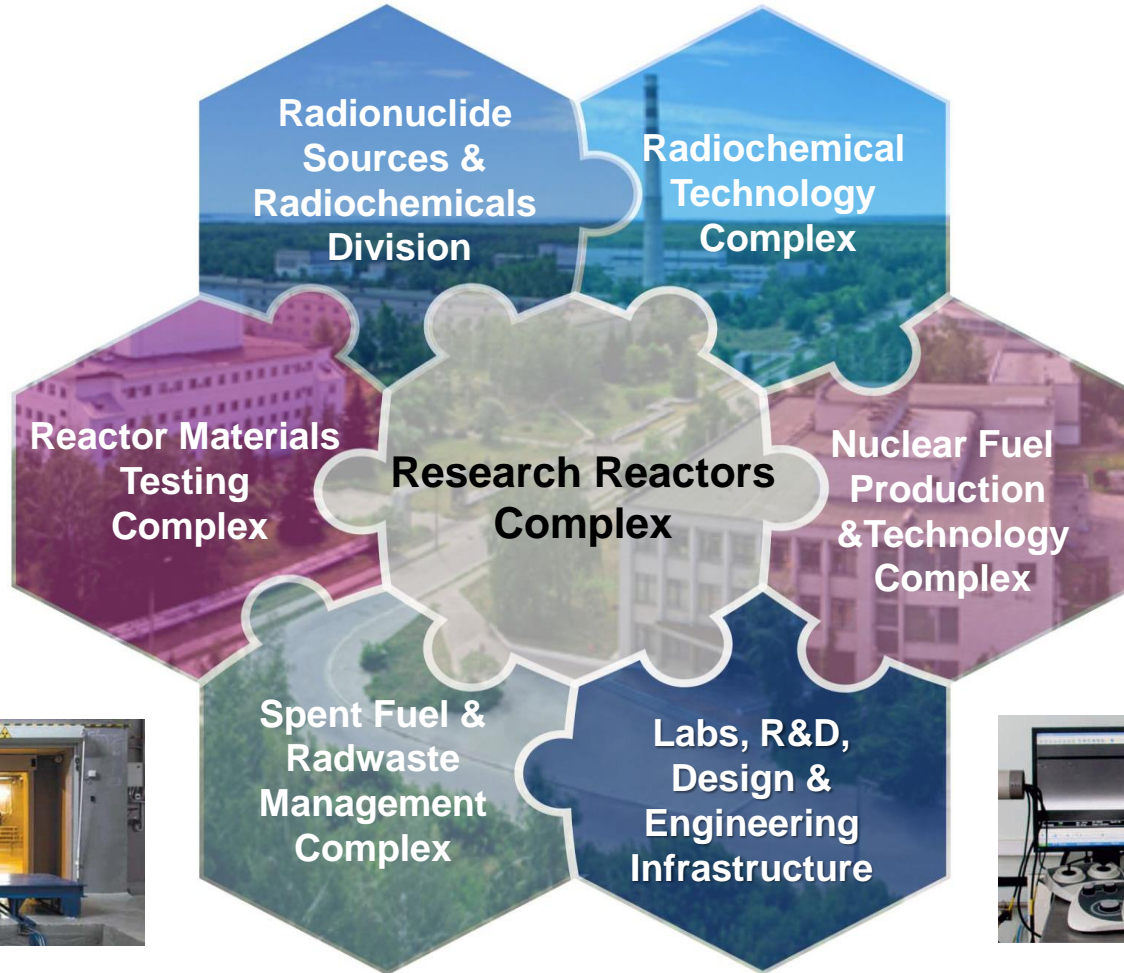 Radionuclide
Sources &
Radiochemicals
Division
Radiochemical
Technology
Complex
Reactor Materials
Testing
Complex
Research Reactors
Complex
Nuclear Fuel
Production
&Technology
Complex
Spent Fuel &
Radwaste
Management
Complex
Labs, R&D,
Design &
Engineering
Infrastructure